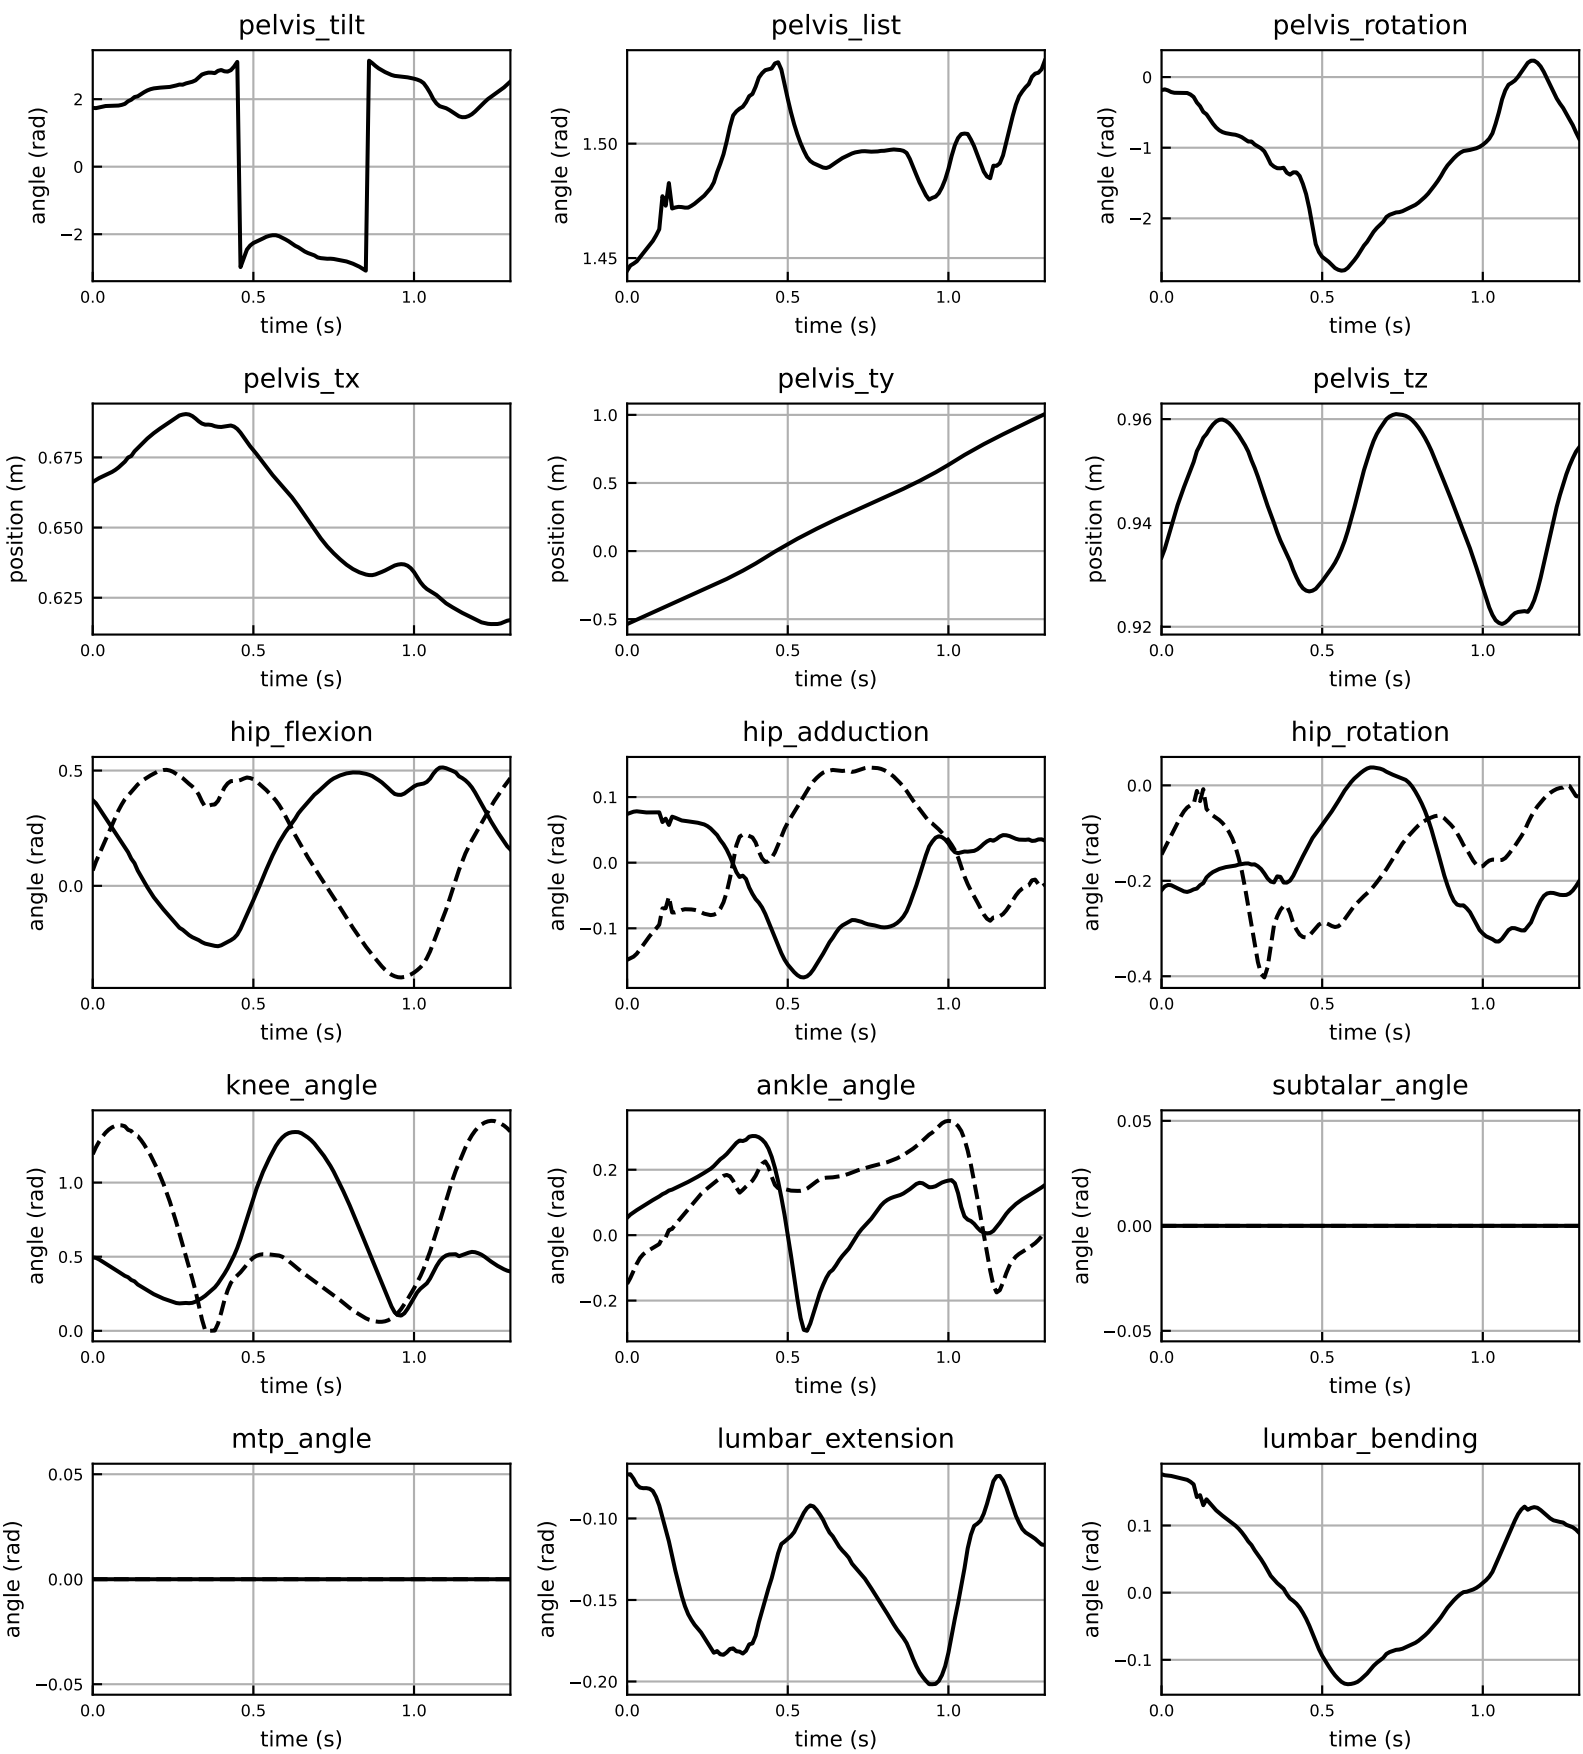 pelvis_tilt
angle (rad)
2
0
−2
0.0 0.5 1.0
time (s)
pelvis_list
angle (rad)
1.50
1.45
0.0 0.5 1.0
time (s)
pelvis_rotation
angle (rad)
0
−1
−2
0.0 0.5 1.0
time (s)
pelvis_tx
position (m)
0.675
0.650
0.625
0.0 0.5 1.0
time (s)
pelvis_ty
position (m)
1.0
0.5
0.0
−0.5
0.0 0.5 1.0
time (s)
pelvis_tz
position (m)
0.96
0.94
0.92
0.0 0.5 1.0
time (s)
hip_flexion
angle (rad)
0.5
0.0
0.0 0.5 1.0
time (s)
hip_adduction
angle (rad)
0.1
0.0
−0.1
0.0 0.5 1.0
time (s)
hip_rotation
angle (rad)
0.0
−0.2
−0.4
0.0 0.5 1.0
time (s)
knee_angle
angle (rad)
1.0
0.5
0.0
0.0 0.5 1.0
time (s)
ankle_angle
angle (rad)
0.2
0.0
−0.2
0.0 0.5 1.0
time (s)
subtalar_angle
angle (rad)
0.05
0.00
−0.05
0.0 0.5 1.0
time (s)
mtp_angle
angle (rad)
0.05
0.00
−0.05
0.0 0.5 1.0
time (s)
lumbar_extension
angle (rad)
−0.10
−0.15
−0.20
0.0 0.5 1.0
time (s)
lumbar_bending
angle (rad)
0.1
0.0
−0.1
0.0 0.5 1.0
time (s)